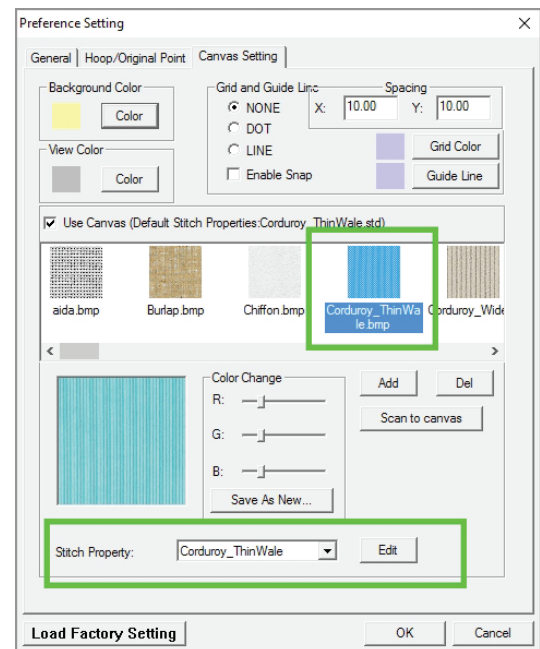 Preference Setting
General Hoop/Original Point Canvas Setting
Background Color
Color
View Color
Color
Grid and Guide Line
NONE
DOT
LINE
Enable Snap
Spacing
X: 10.00 Y: 10.00
Grid Color
Guide Line
Use Canvas (Default Stitch Properties:Corduroy_ThinWale.std)
aida.bmp Burlap.bmp Chiffon.bmp Corduroy_ThinWa Corduroy_Wide
le.bmp
Color Change
R:
G:
B:
Save As New...
Add Del
Scan to canvas
Stitch Property: Corduroy_ThinWale Edit
Load Factory Setting OK Cancel